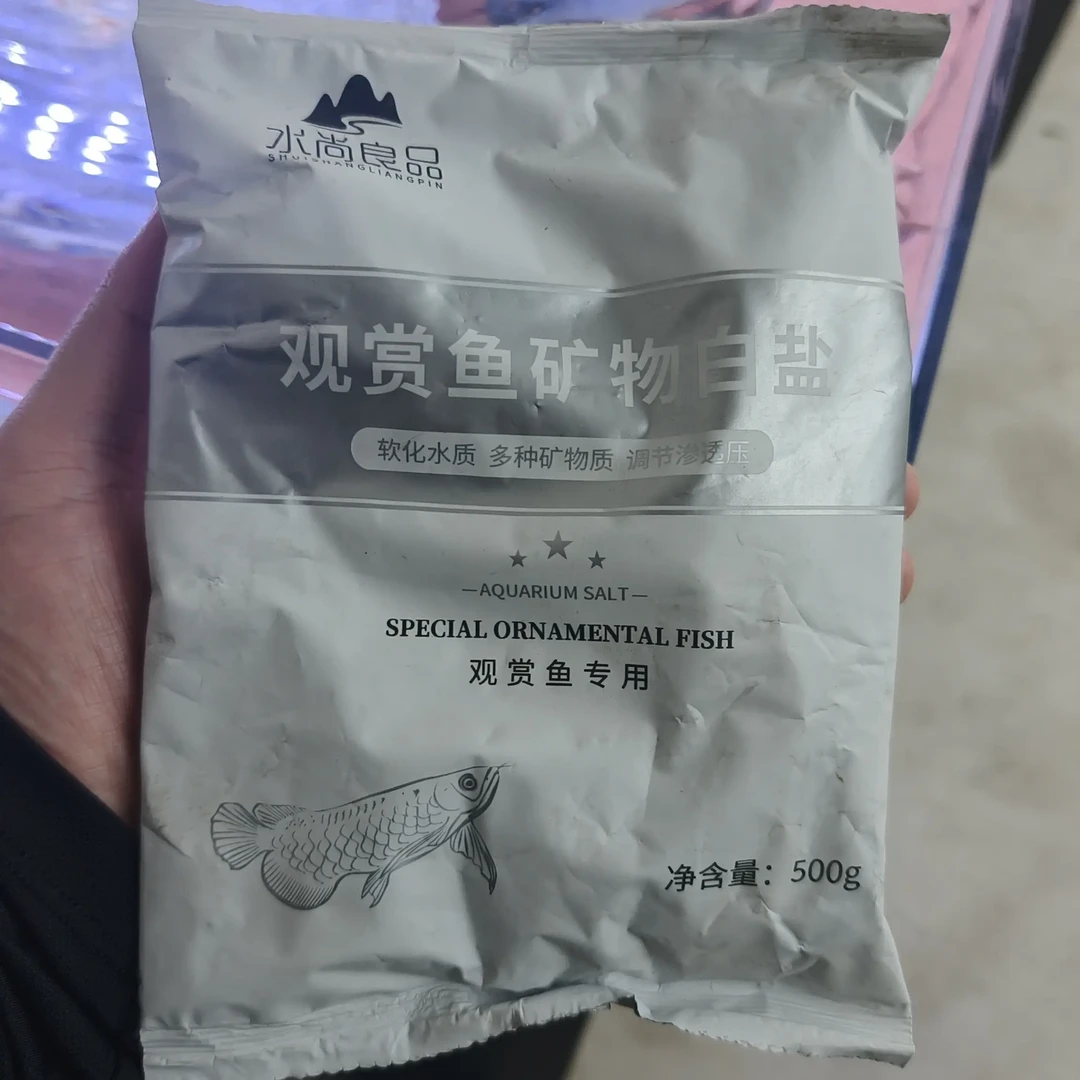 水尚良品
SHUISHANGLIANGPIN
观赏鱼矿物白盐
软化水质 多种矿物质 调节渗透压
—AQUARIUM SALT—
SPECIAL ORNAMENTAL FISH
观赏鱼专用
净含量：500g